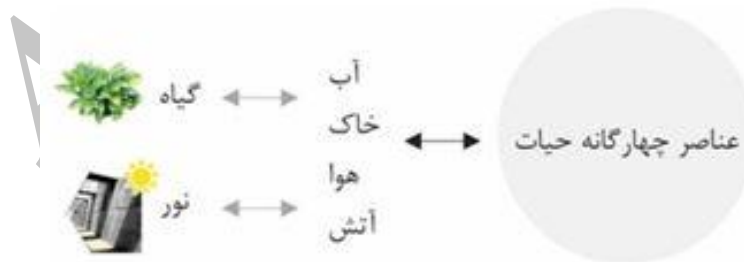 عناصر چهارگانه حیات
آب
خاک
هوا
آتش
گیاه
نور